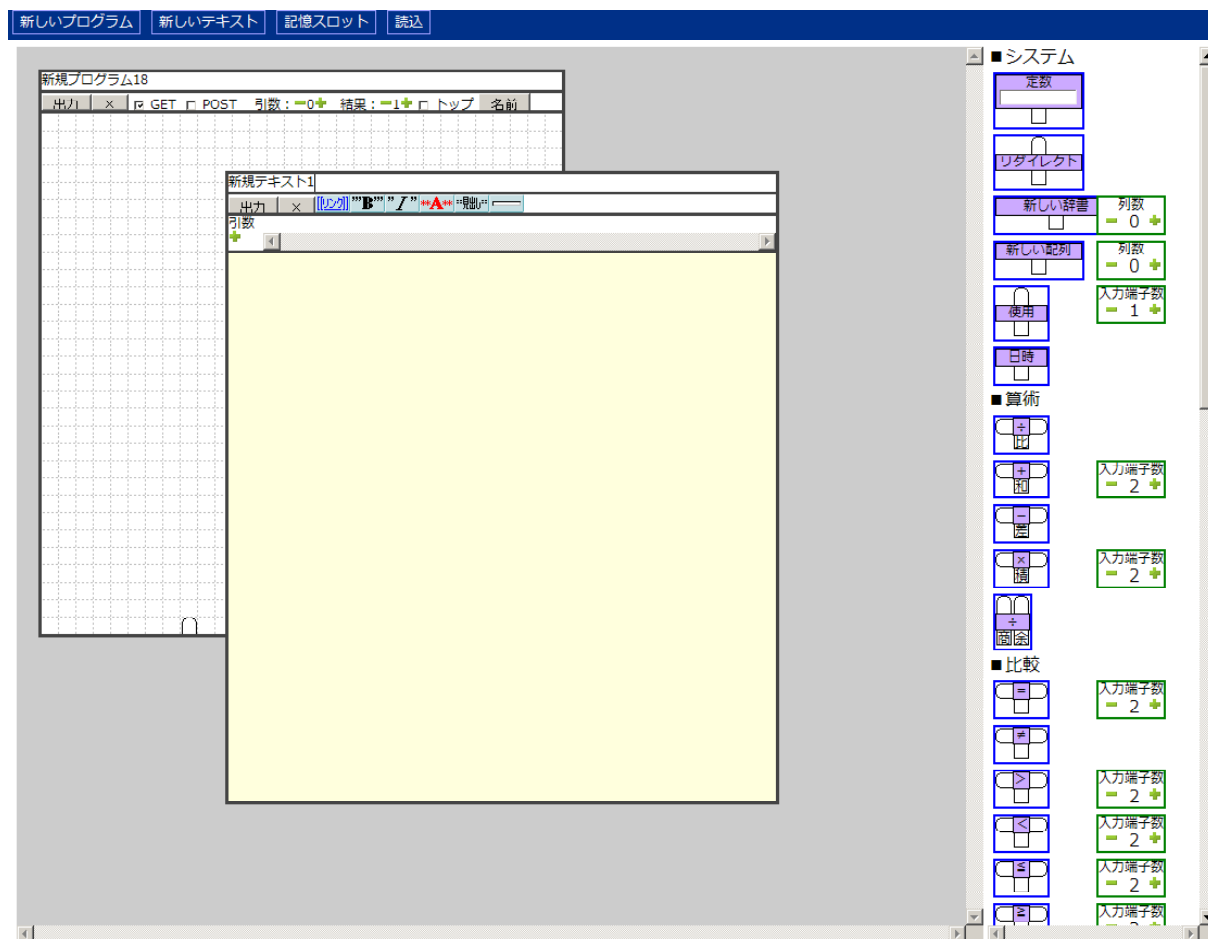 新しいプログラム 新しいテキスト 記憶スロット 読込
新規プログラム18
出力 × GET POST 引数: 0 結果: 1 トップ 名前
新規テキスト1
出力 × [[リンク]] '''B''' ''I'' **A** ==見出し==
引数
■システム
定数
リダイレクト
新しい辞書 列数
0
新しい配列 列数
0
入力端子数
使用 1
日時
■算術
÷
比
+ 入力端子数
和 2
−
差
× 入力端子数
積 2
÷
商 余
■比較
= 入力端子数
2
≠
> 入力端子数
2
< 入力端子数
2
≦ 入力端子数
2
≧ 入力端子数